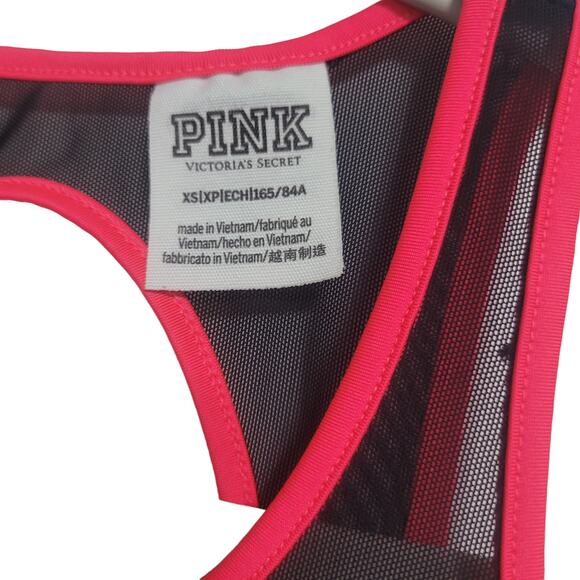 PINK
VICTORIA'S SECRET
XS|XP|ECH|165/84A
made in Vietnam/fabriqué au
Vietnam/hecho en Vietnam/
fabbricato in Vietnam/越南制造